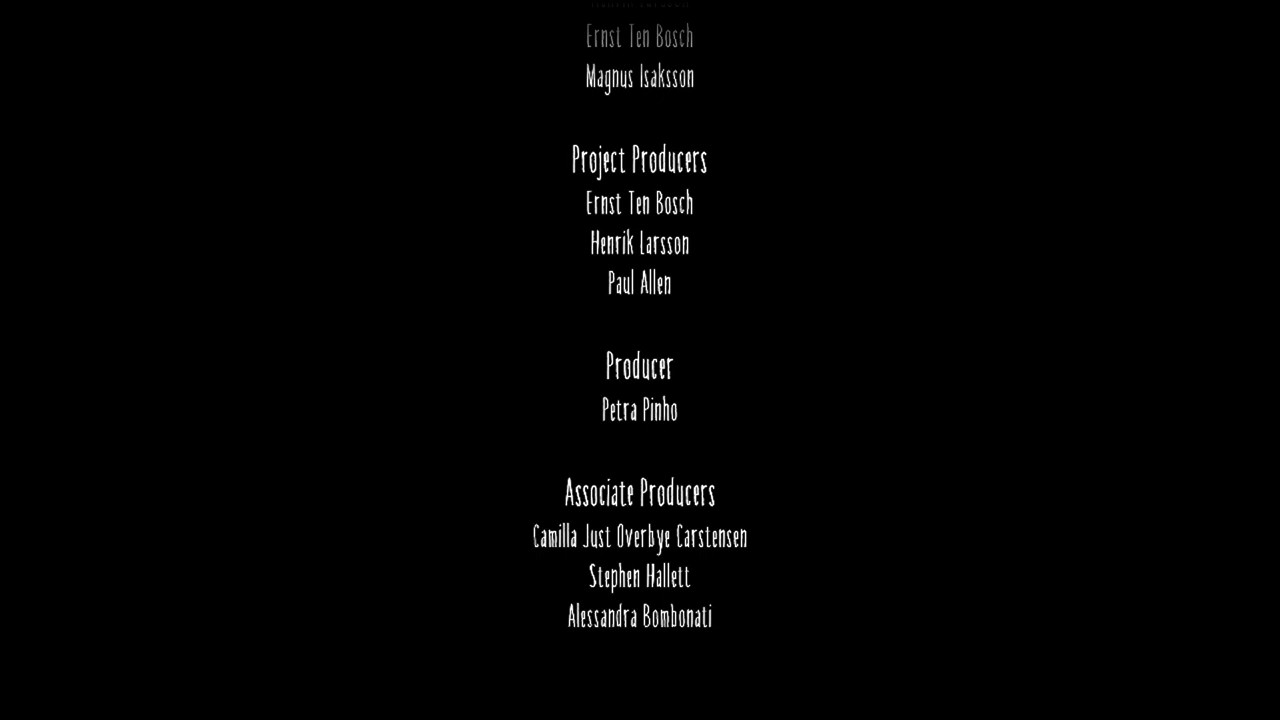 Ernst Ten Bosch
Magnus Isaksson
Project Producers
Ernst Ten Bosch
Henrik Larsson
Paul Allen
Producer
Petra Pinho
Associate Producers
Camilla Just Overbye Carstensen
Stephen Hallett
Alessandra Bombonati